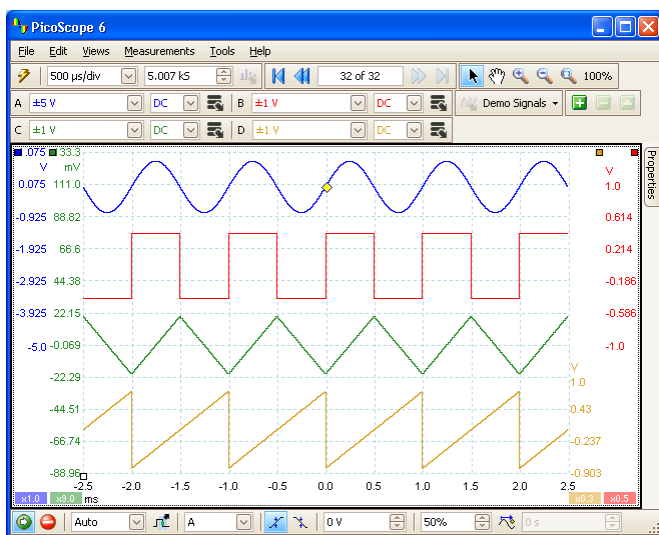 PicoScope 6
File Edit Views Measurements Tools Help
500 µs/div 5.007 kS 32 of 32 100%
A ±5 V DC B ±1 V DC Demo Signals
C ±1 V DC D ±1 V DC
.075 33.3
V mV V
0.075 111.0 1.0
-0.925 88.82 0.614
-1.925 66.6 0.214
-2.925 44.38 -0.186
-3.925 22.15 -0.586
-5.0 -0.069 -1.0
-22.29 V
1.0
-44.51 0.43
-66.74 -0.237
-88.96 -0.903
-2.5 -2.0 -1.5 -1.0 -0.5 0.0 0.5 1.0 1.5 2.0 2.5
x1.0 x9.0 ms x0.3 x0.5
Properties
Auto A 0 V 50% 0 s